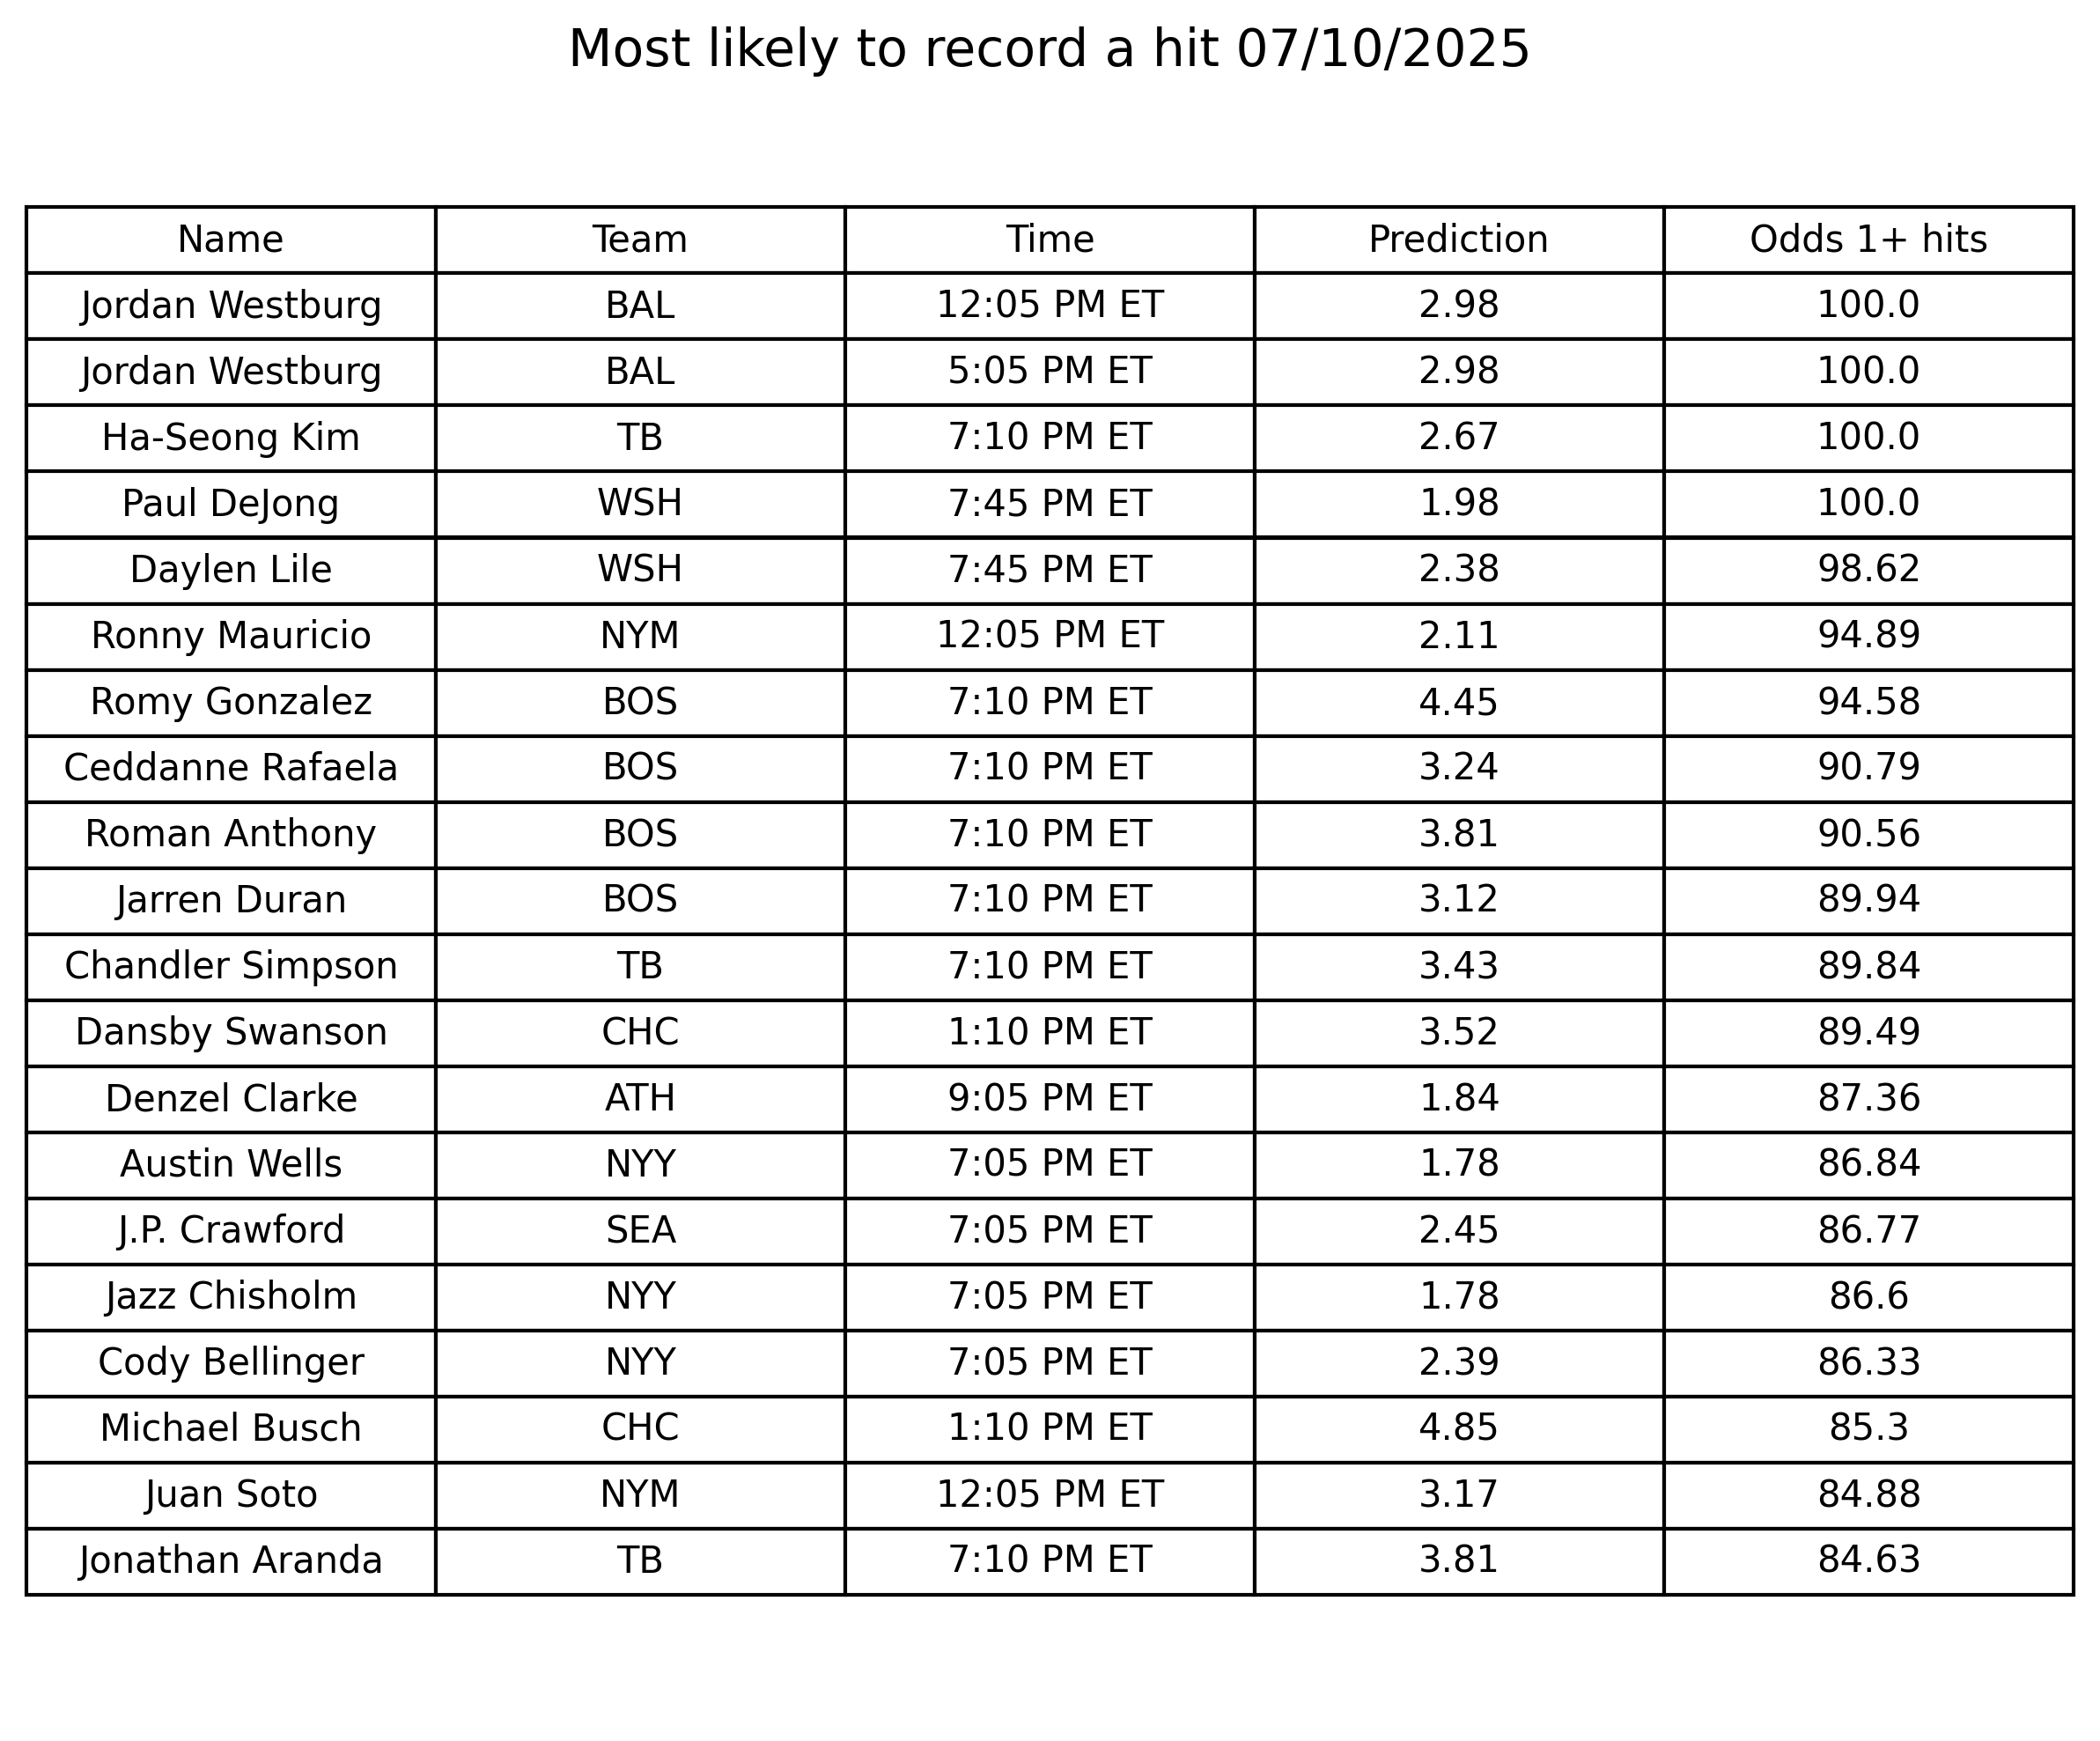 Most likely to record a hit 07/10/2025
Name Team Time Prediction Odds 1+ hits
Jordan Westburg BAL 12:05 PM ET 2.98 100.0
Jordan Westburg BAL 5:05 PM ET 2.98 100.0
Ha-Seong Kim TB 7:10 PM ET 2.67 100.0
Paul DeJong WSH 7:45 PM ET 1.98 100.0
Daylen Lile WSH 7:45 PM ET 2.38 98.62
Ronny Mauricio NYM 12:05 PM ET 2.11 94.89
Romy Gonzalez BOS 7:10 PM ET 4.45 94.58
Ceddanne Rafaela BOS 7:10 PM ET 3.24 90.79
Roman Anthony BOS 7:10 PM ET 3.81 90.56
Jarren Duran BOS 7:10 PM ET 3.12 89.94
Chandler Simpson TB 7:10 PM ET 3.43 89.84
Dansby Swanson CHC 1:10 PM ET 3.52 89.49
Denzel Clarke ATH 9:05 PM ET 1.84 87.36
Austin Wells NYY 7:05 PM ET 1.78 86.84
J.P. Crawford SEA 7:05 PM ET 2.45 86.77
Jazz Chisholm NYY 7:05 PM ET 1.78 86.6
Cody Bellinger NYY 7:05 PM ET 2.39 86.33
Michael Busch CHC 1:10 PM ET 4.85 85.3
Juan Soto NYM 12:05 PM ET 3.17 84.88
Jonathan Aranda TB 7:10 PM ET 3.81 84.63